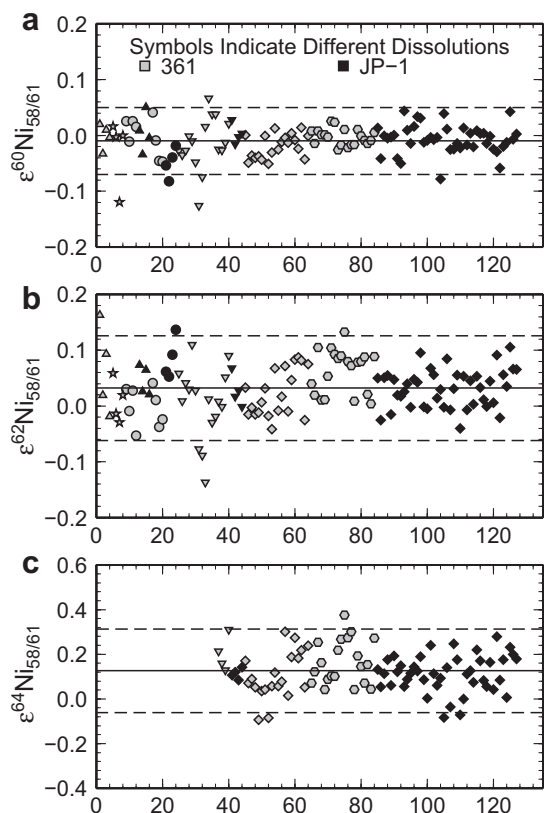 a
Symbols Indicate Different Dissolutions
361 JP−1
ε60Ni58/61
0.2
0.1
0.0
−0.1
−0.2
0 20 40 60 80 100 120
b
ε62Ni58/61
0.2
0.1
0.0
−0.1
−0.2
0 20 40 60 80 100 120
c
ε64Ni58/61
0.6
0.4
0.2
0.0
−0.2
−0.4
0 20 40 60 80 100 120